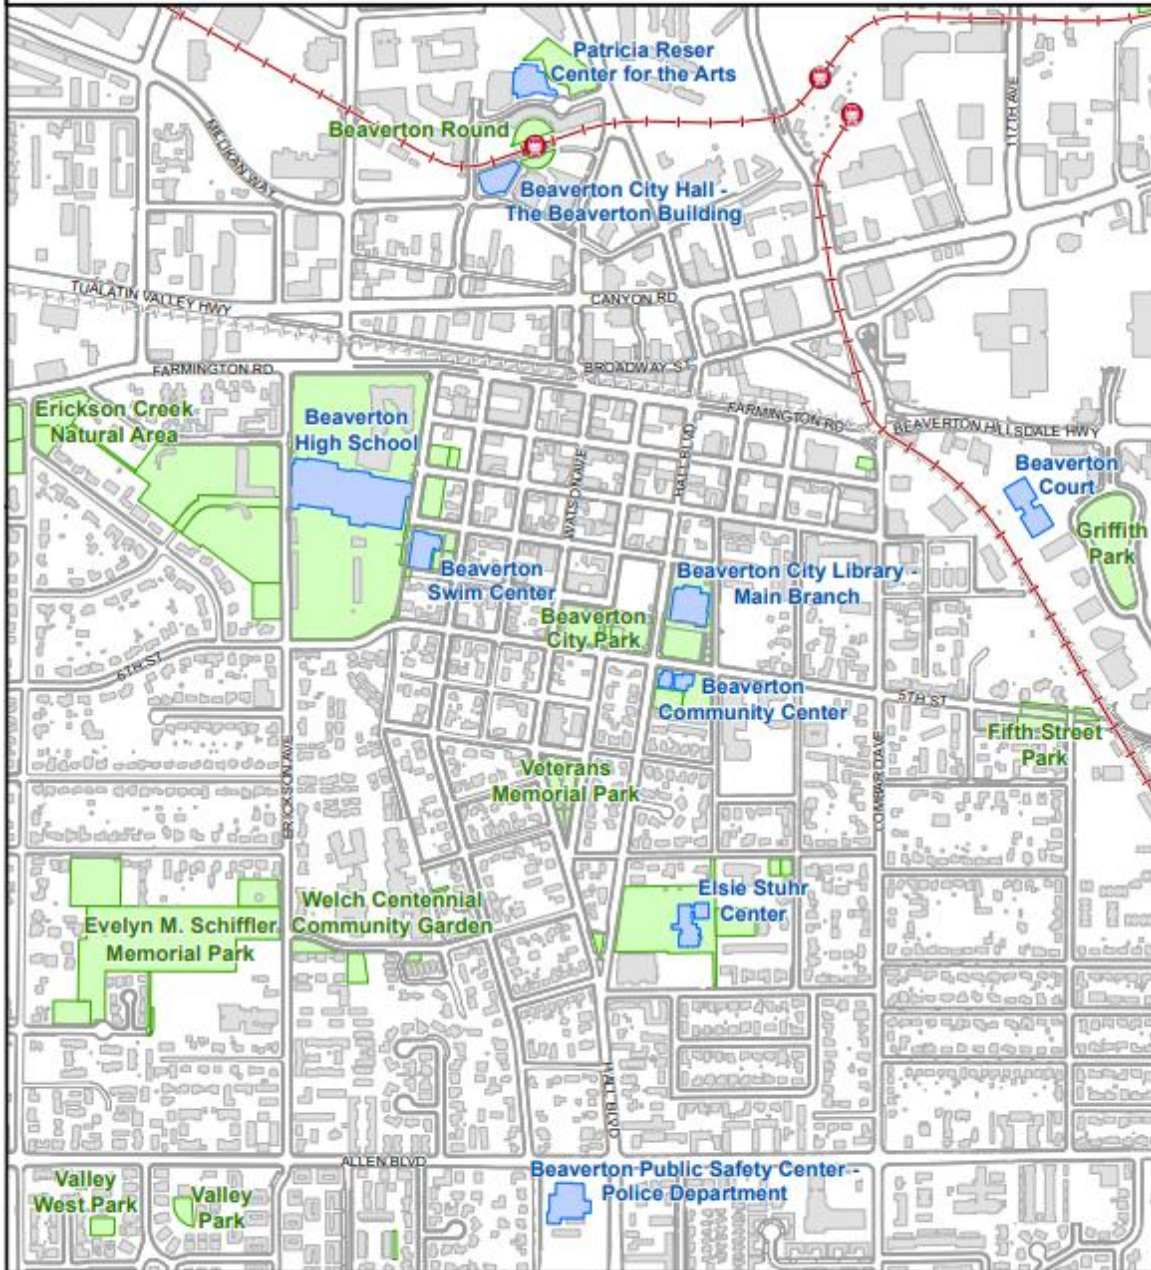 Patricia Reser
Center for the Arts
117TH AVE
Beaverton Round
MILLIKAN WAY
Beaverton City Hall -
The Beaverton Building
TUALATIN VALLEY HWY
CANYON RD
FARMINGTON RD
BROADWAY ST
Erickson Creek
Natural Area
Beaverton
High School
FARMINGTON RD
BEAVERTON HILLSDALE HWY
HALL BLVD
WATSON AVE
Beaverton
Court
Griffith
Park
Beaverton
Swim Center
Beaverton City Library -
Main Branch
Beaverton
City Park
6TH ST
Beaverton
Community Center
5TH ST
Fifth Street
Park
ERICKSON AVE
LOMBARD AVE
Veterans
Memorial Park
Elsie Stuhr
Center
Welch Centennial
Community Garden
Evelyn M. Schiffler
Memorial Park
HALL BLVD
ALLEN BLVD
Beaverton Public Safety Center -
Police Department
Valley
West Park
Valley
Park